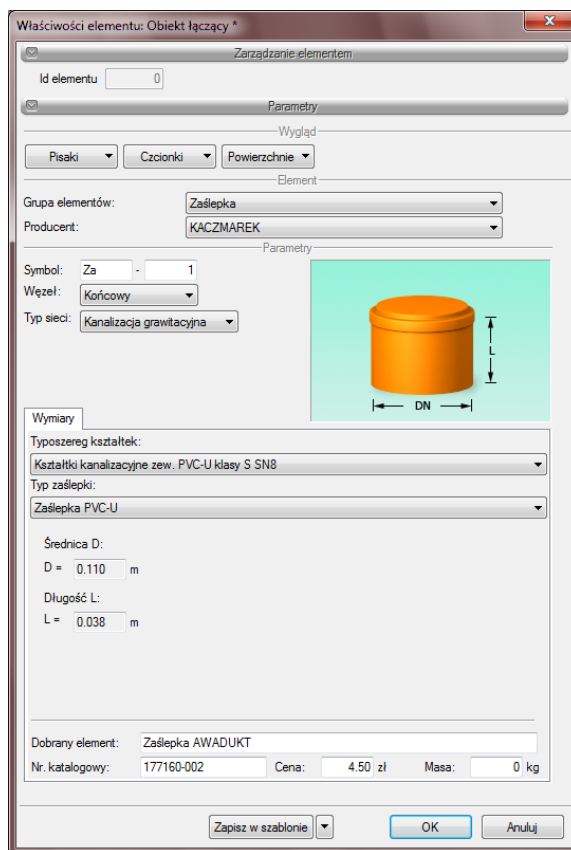 Właściwości elementu: Obiekt łączący *
Zarządzanie elementem
Id elementu 0
Parametry
Wygląd
Pisaki Czcionki Powierzchnie
Element
Grupa elementów: Zaślepka
Producent: KACZMAREK
Parametry
Symbol: Za - 1
Węzeł: Końcowy
Typ sieci: Kanalizacja grawitacyjna
L
DN
Wymiary
Typoszereg kształtek:
Kształtki kanalizacyjne zew. PVC-U klasy S SN8
Typ zaślepki:
Zaślepka PVC-U
Średnica D:
D = 0.110 m
Długość L:
L = 0.038 m
Dobrany element: Zaślepka AWADUKT
Nr. katalogowy: 177160-002 Cena: 4.50 zł Masa: 0 kg
Zapisz w szablonie OK Anuluj